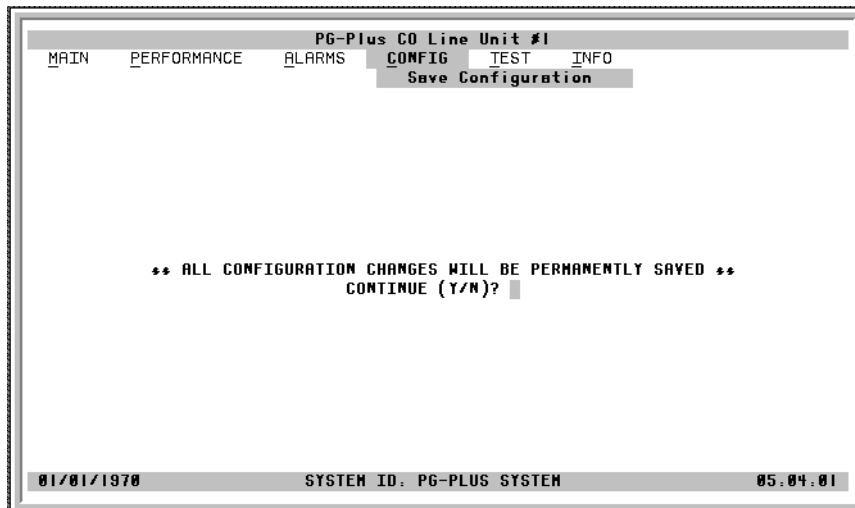 PG-Plus CO Line Unit #1
MAIN PERFORMANCE ALARMS CONFIG TEST INFO
Save Configuration
** ALL CONFIGURATION CHANGES WILL BE PERMANENTLY SAVED **
CONTINUE (Y/N)?
01/01/1970 SYSTEM ID: PG-PLUS SYSTEM 05:04:01